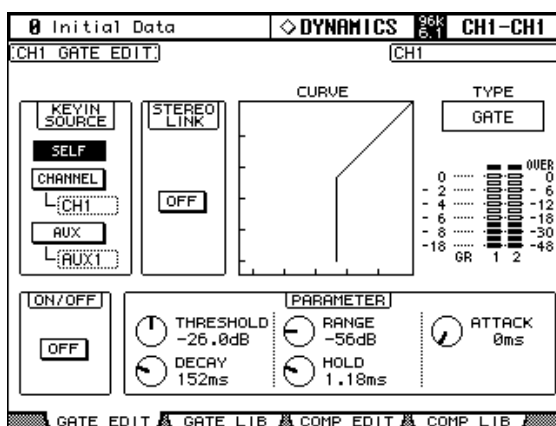 0 Initial Data ◇DYNAMICS 96k 6.1 CH1-CH1
CH1 GATE EDIT CH1
KEYIN SOURCE
SELF
CHANNEL
CH1
AUX
AUX1
STEREO LINK
OFF
CURVE
TYPE
GATE
OVER
0 0
- 2 - 6
- 4 -12
- 6 -18
- 8 -30
-18 -48
GR 1 2
ON/OFF
OFF
PARAMETER
THRESHOLD
-26.0dB
RANGE
-56dB
ATTACK
0ms
DECAY
152ms
HOLD
1.18ms
GATE EDIT GATE LIB COMP EDIT COMP LIB